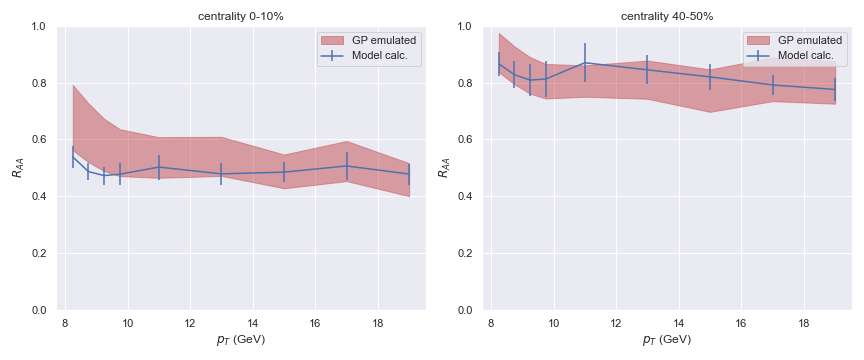 centrality 0-10%
1.0
0.8
0.6
0.4
0.2
0.0
R_AA
8
10
12
14
16
18
p_T (GeV)
GP emulated
Model calc.
centrality 40-50%
1.0
0.8
0.6
0.4
0.2
0.0
R_AA
8
10
12
14
16
18
p_T (GeV)
GP emulated
Model calc.